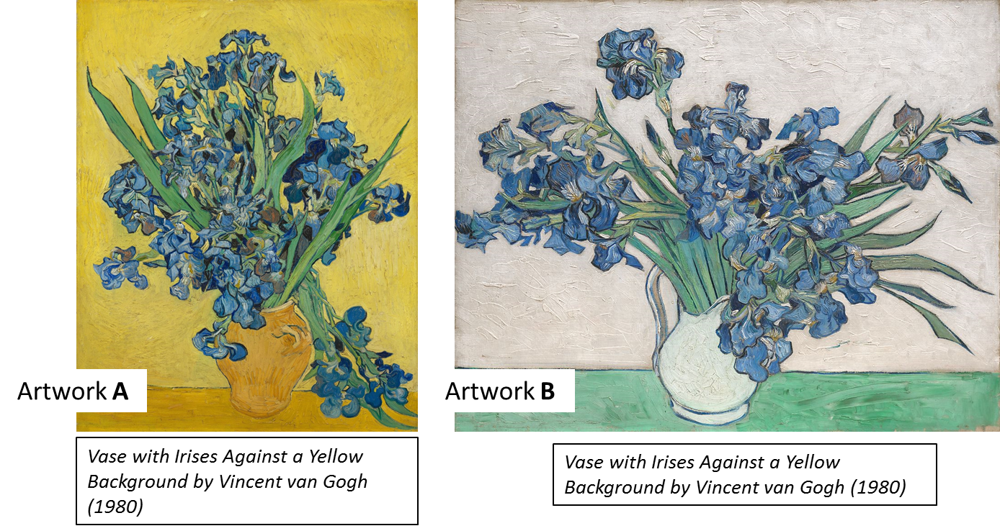 Artwork A
Vase with Irises Against a Yellow
Background by Vincent van Gogh
(1980)
Artwork B
Vase with Irises Against a Yellow
Background by Vincent van Gogh (1980)